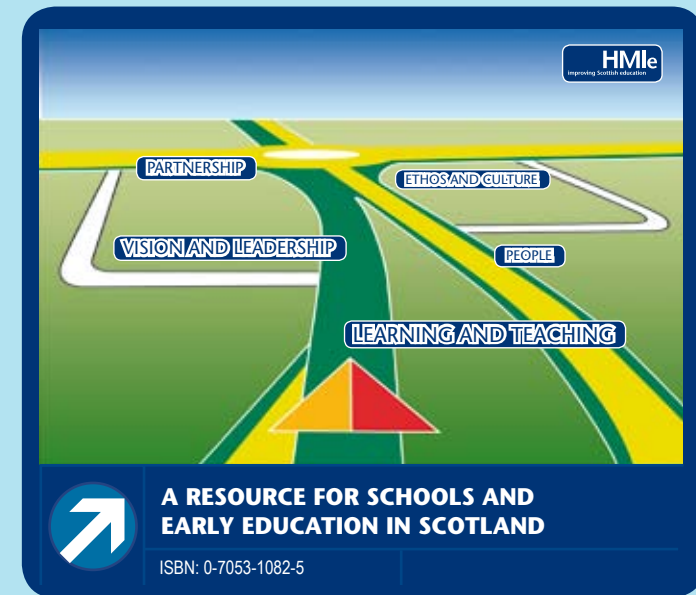 HMIe
improving Scottish education
PARTNERSHIP
ETHOS AND CULTURE
VISION AND LEADERSHIP
PEOPLE
LEARNING AND TEACHING
A RESOURCE FOR SCHOOLS AND
EARLY EDUCATION IN SCOTLAND
ISBN: 0-7053-1082-5